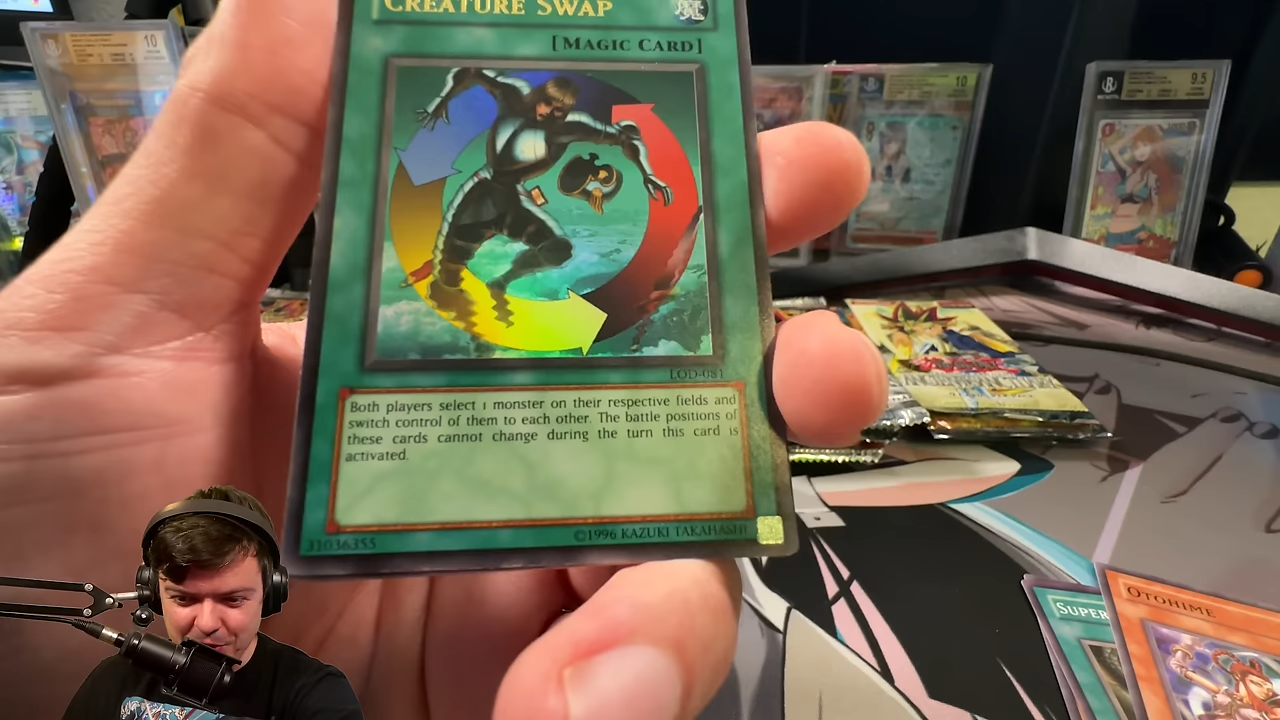 CREATURE SWAP
[MAGIC CARD]
LOD-081
Both players select 1 monster on their respective fields and
switch control of them to each other. The battle positions of
these cards cannot change during the turn this card is
activated.
31036355
©1996 KAZUKI TAKAHASHI
10
10
9.5
SUPER
OTOHIME